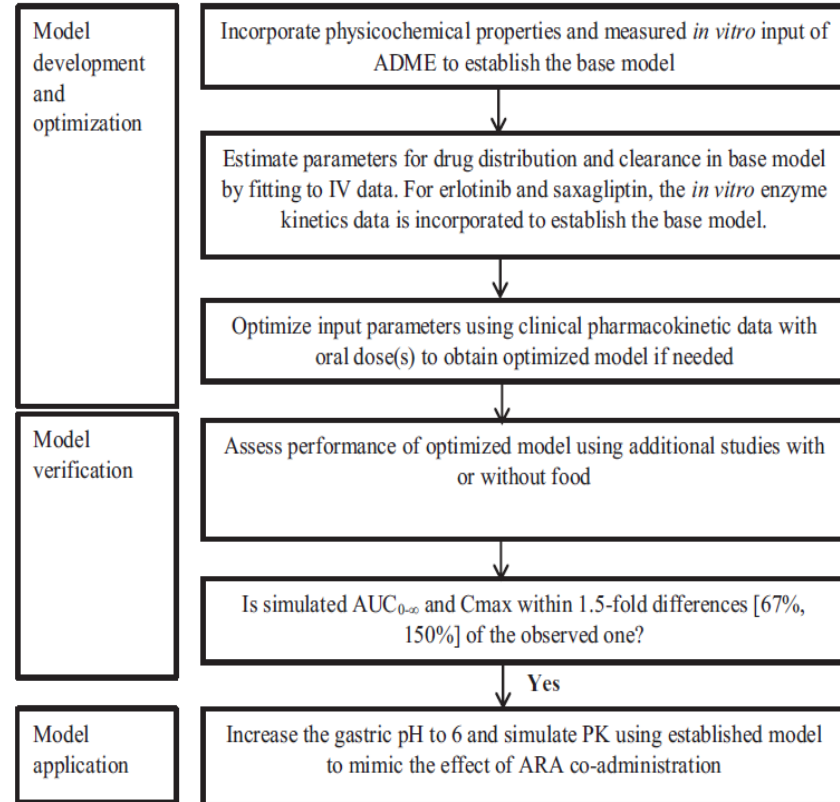 Model
development
and
optimization
Incorporate physicochemical properties and measured in vitro input of
ADME to establish the base model
Estimate parameters for drug distribution and clearance in base model
by fitting to IV data. For erlotinib and saxagliptin, the in vitro enzyme
kinetics data is incorporated to establish the base model.
Optimize input parameters using clinical pharmacokinetic data with
oral dose(s) to obtain optimized model if needed
Model
verification
Assess performance of optimized model using additional studies with
or without food
Is simulated AUC₀₋∞ and Cmax within 1.5-fold differences [67%,
150%] of the observed one?
Yes
Model
application
Increase the gastric pH to 6 and simulate PK using established model
to mimic the effect of ARA co-administration